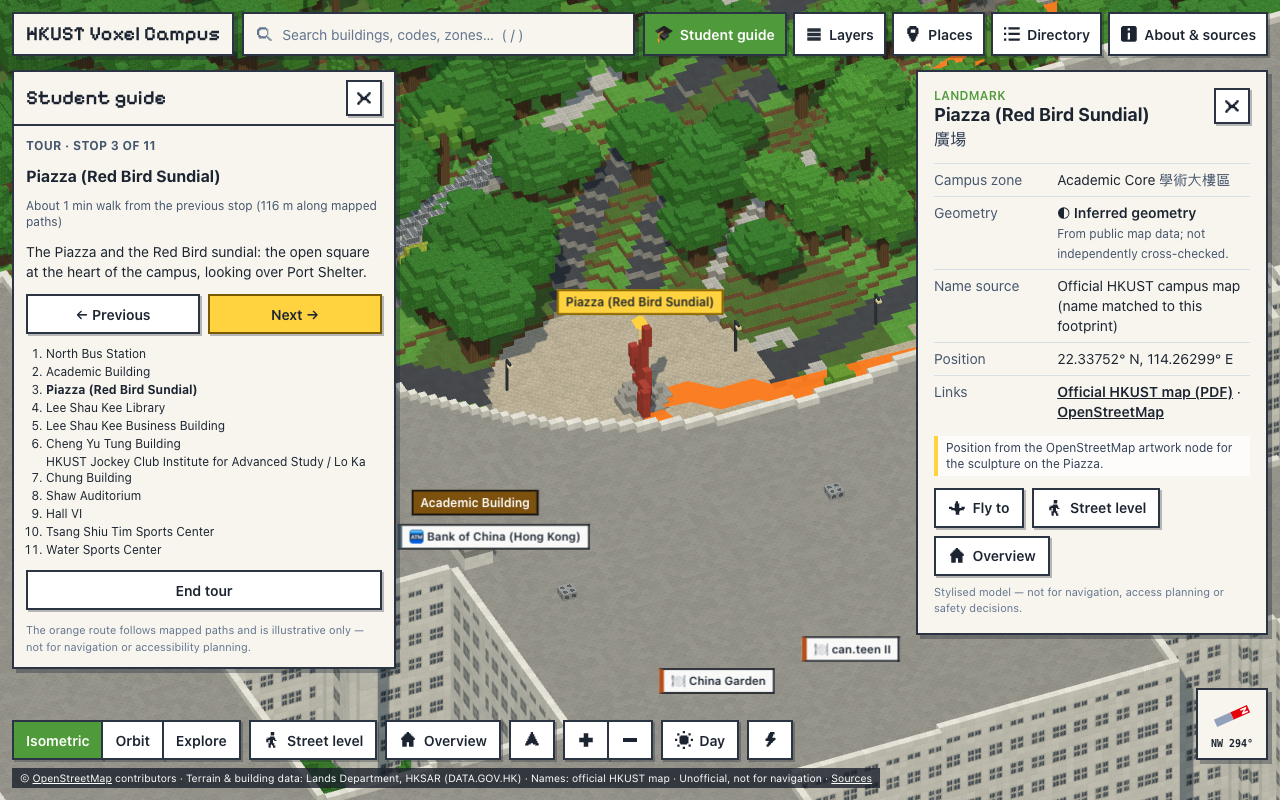 HKUST Voxel Campus
Search buildings, codes, zones... ( / )
Student guide
Layers
Places
Directory
About & sources
Student guide
TOUR · STOP 3 OF 11
Piazza (Red Bird Sundial)
About 1 min walk from the previous stop (116 m along mapped
paths)
The Piazza and the Red Bird sundial: the open square
at the heart of the campus, looking over Port Shelter.
← Previous
Next →
1. North Bus Station
2. Academic Building
3. Piazza (Red Bird Sundial)
4. Lee Shau Kee Library
5. Lee Shau Kee Business Building
6. Cheng Yu Tung Building
HKUST Jockey Club Institute for Advanced Study / Lo Ka
7. Chung Building
8. Shaw Auditorium
9. Hall VI
10. Tsang Shiu Tim Sports Center
11. Water Sports Center
End tour
The orange route follows mapped paths and is illustrative only —
not for navigation or accessibility planning.
Piazza (Red Bird Sundial)
Academic Building
ATM Bank of China (Hong Kong)
can.teen II
China Garden
LANDMARK
Piazza (Red Bird Sundial)
廣場
Campus zone Academic Core 學術大樓區
Geometry Inferred geometry
From public map data; not
independently cross-checked.
Name source Official HKUST campus map
(name matched to this
footprint)
Position 22.33752° N, 114.26299° E
Links Official HKUST map (PDF) ·
OpenStreetMap
Position from the OpenStreetMap artwork node for
the sculpture on the Piazza.
Fly to
Street level
Overview
Stylised model — not for navigation, access planning or
safety decisions.
Isometric
Orbit
Explore
Street level
Overview
Day
N
NW 294°
© OpenStreetMap contributors · Terrain & building data: Lands Department, HKSAR (DATA.GOV.HK) · Names: official HKUST map · Unofficial, not for navigation · Sources